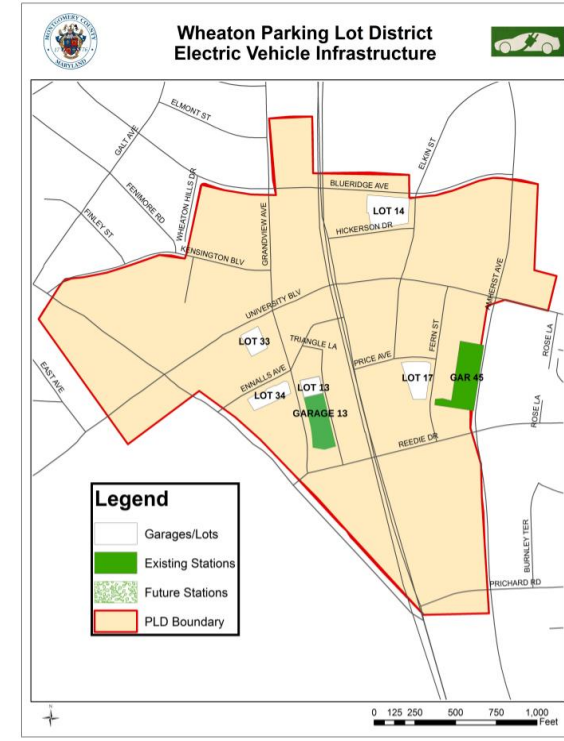 MONTGOMERY COUNTY
MARYLAND
Wheaton Parking Lot District
Electric Vehicle Infrastructure
ELMONT ST
GALT AVE
ELKIN ST
FENIMORE RD
WHEATON HILLS DR
BLUERIDGE AVE
FINLEY ST
GRANDVIEW AVE
LOT 14
HICKERSON DR
KENSINGTON BLV
AMHERST AVE
UNIVERSITY BLV
LOT 33
TRIANGLE LA
FERN ST
ROSE LA
PRICE AVE
EAST AVE
ENNALLS AVE
LOT 17
GAR 45
LOT 34
LOT 13
GARAGE 13
ROSE LA
REEDIE DR
Legend
Garages/Lots
Existing Stations
Future Stations
PLD Boundary
BURNLEY TER
PRICHARD RD
0 125 250 500 750 1,000
Feet